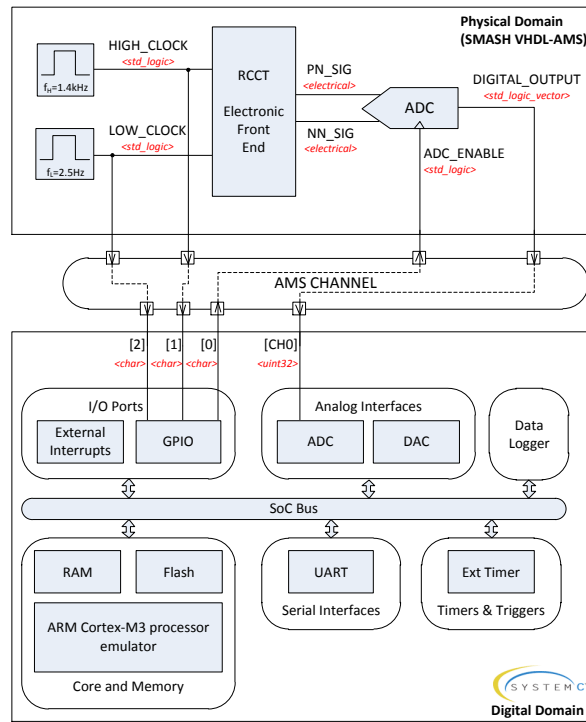 Physical Domain
(SMASH VHDL-AMS)
HIGH_CLOCK
<std_logic>
fH=1.4kHz
RCCT
Electronic
Front
End
PN_SIG
<electrical>
DIGITAL_OUTPUT
<std_logic_vector>
ADC
LOW_CLOCK
<std_logic>
fL=2.5Hz
NN_SIG
<electrical>
ADC_ENABLE
<std_logic>
AMS CHANNEL
[2]
<char>
[1]
<char>
[0]
<char>
[CH0]
<uint32>
I/O Ports
External
Interrupts
GPIO
Analog Interfaces
ADC
DAC
Data
Logger
SoC Bus
RAM
Flash
ARM Cortex-M3 processor
emulator
Core and Memory
UART
Serial Interfaces
Ext Timer
Timers & Triggers
SYSTEM C
Digital Domain